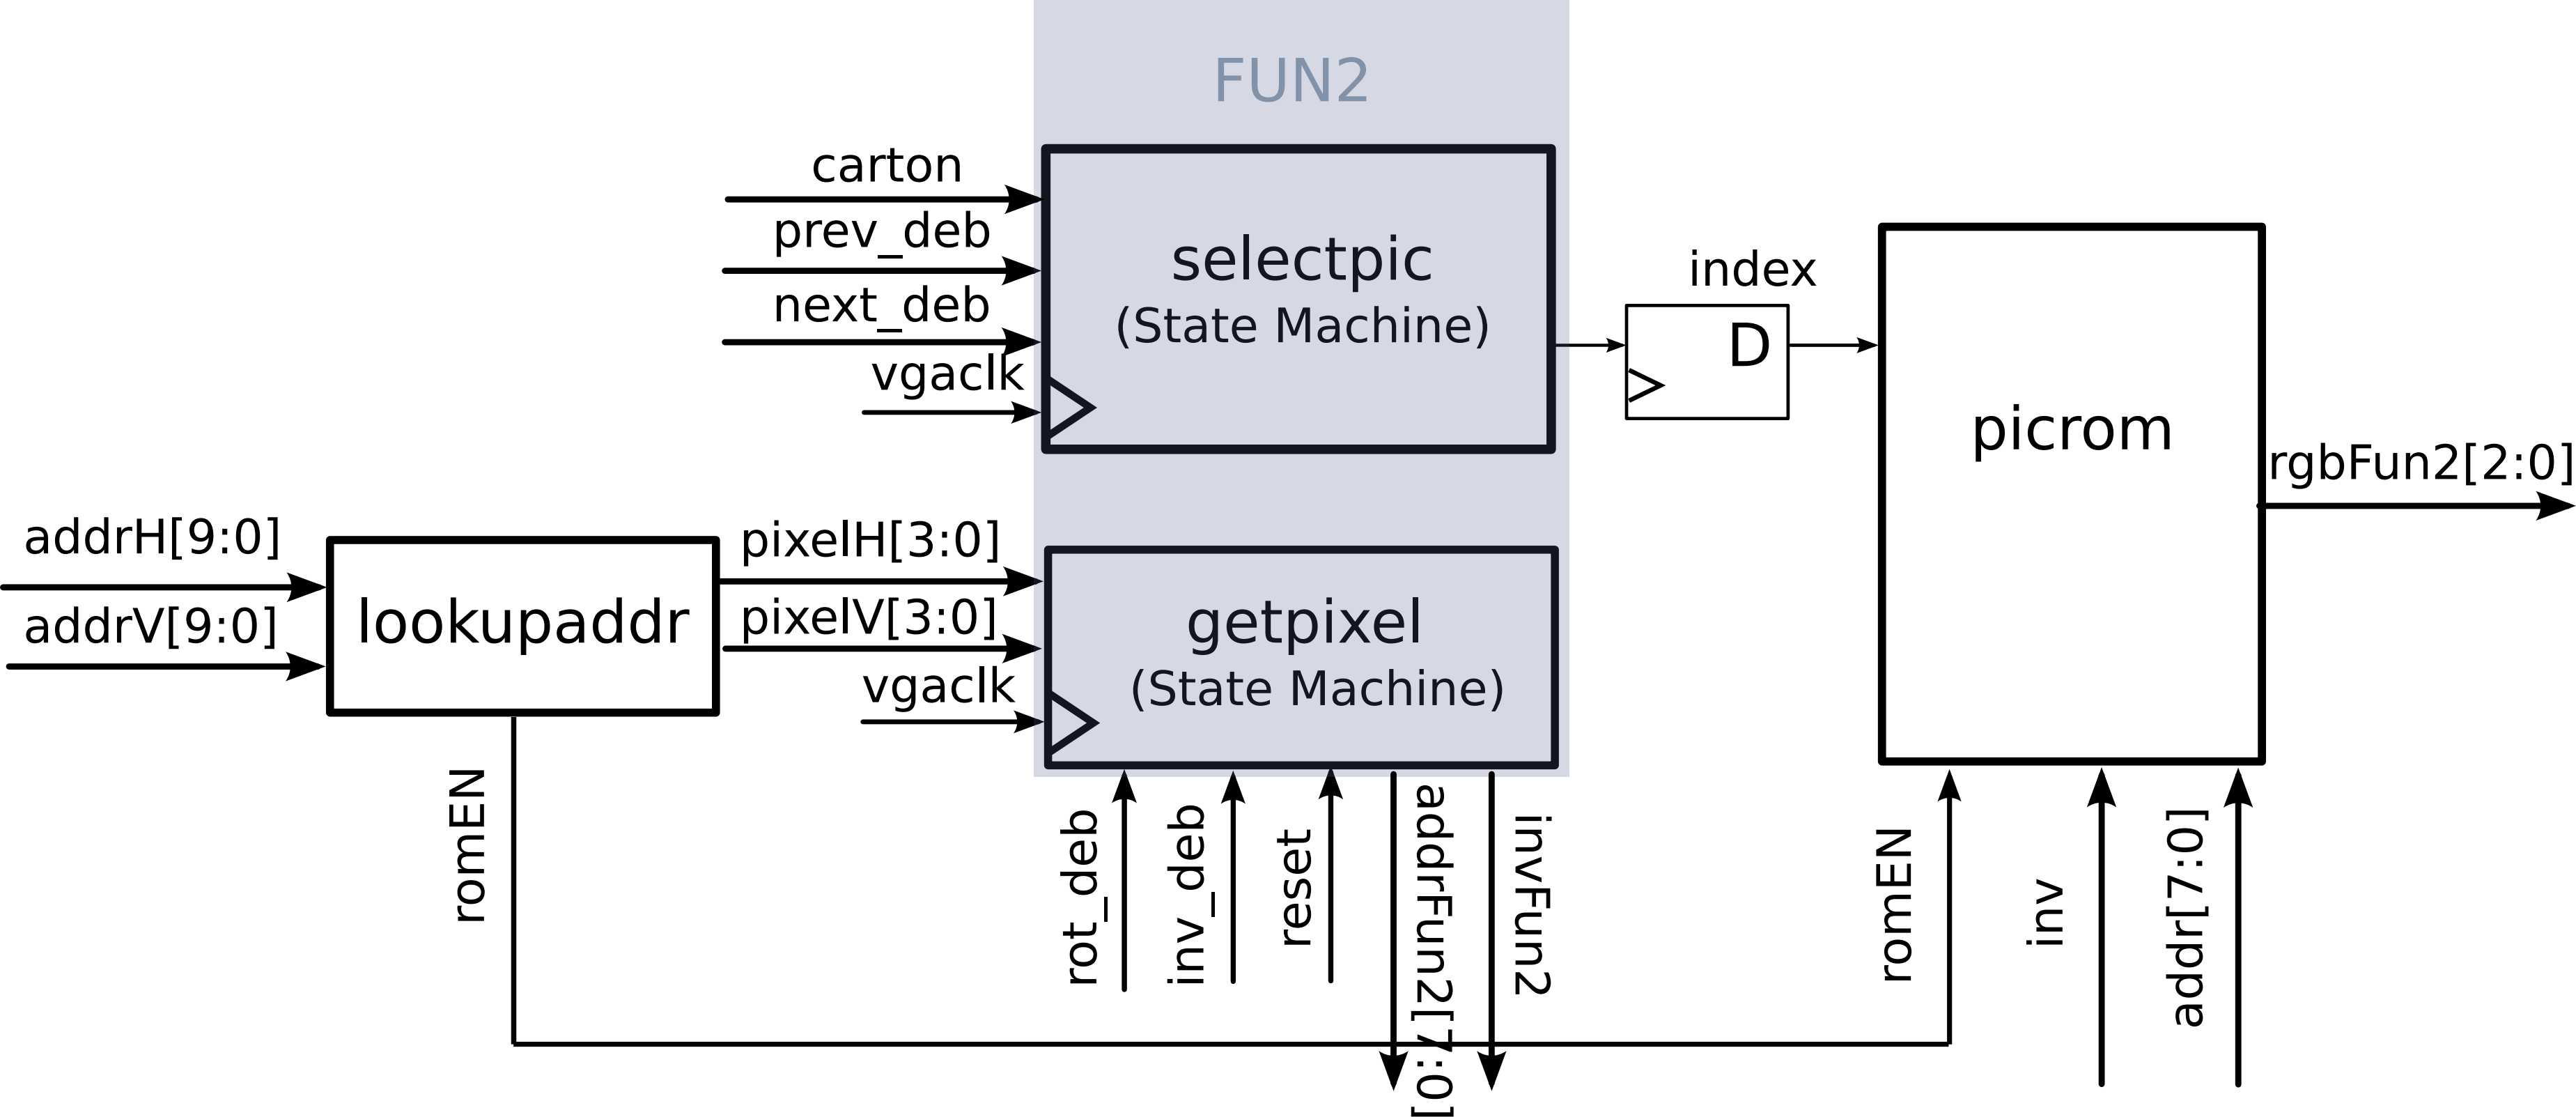 FUN2
carton
prev_deb
next_deb
vgaclk
selectpic
(State Machine)
index
D
picrom
rgbFun2[2:0]
addrH[9:0]
addrV[9:0]
lookupaddr
pixelH[3:0]
pixelV[3:0]
vgaclk
getpixel
(State Machine)
romEN
rot_deb
inv_deb
reset
addrFun2[7:0]
invFun2
romEN
inv
addr[7:0]